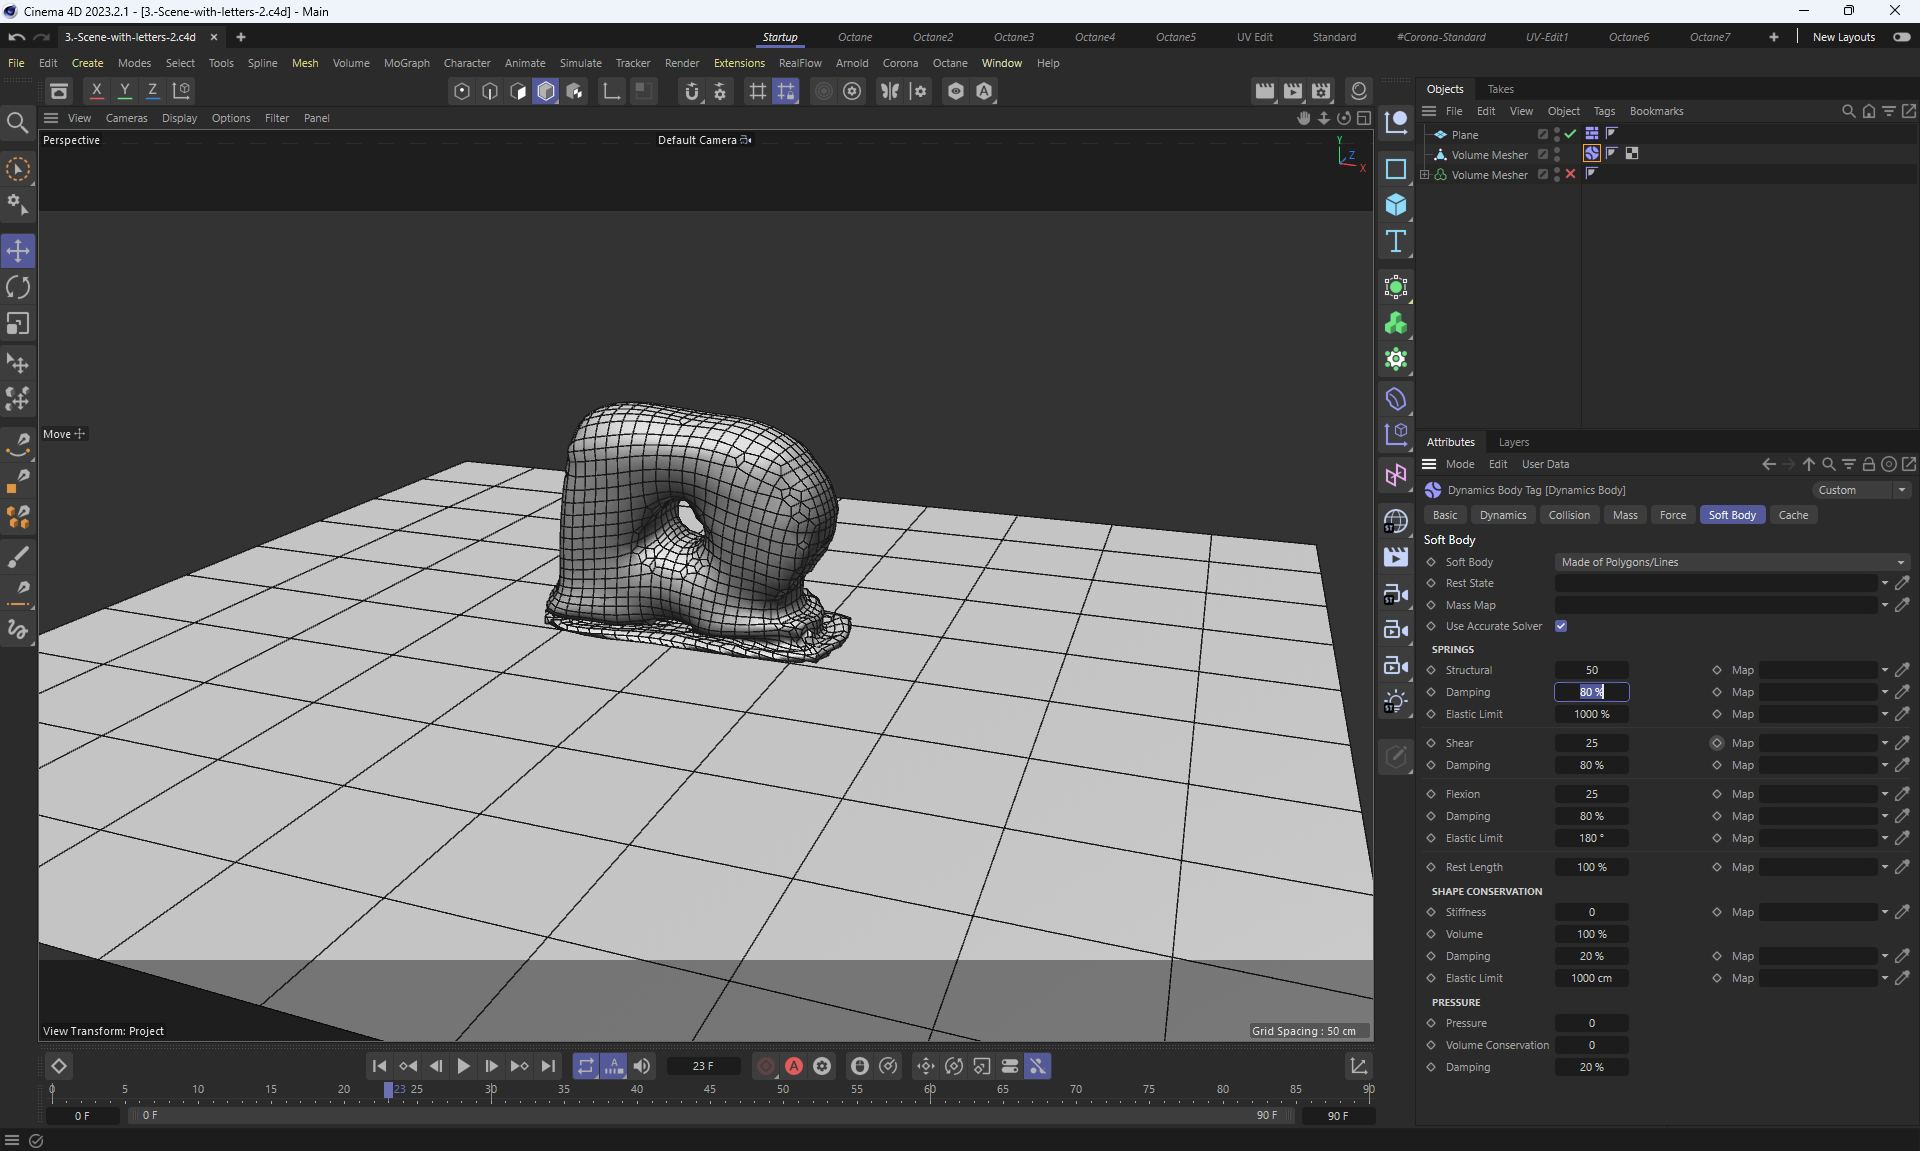 Cinema 4D 2023.2.1 - [3.-Scene-with-letters-2.c4d] - Main
3.-Scene-with-letters-2.c4d
Startup Octane Octane2 Octane3 Octane4 Octane5 UV Edit Standard #Corona-Standard UV-Edit1 Octane6 Octane7 New Layouts
File Edit Create Modes Select Tools Spline Mesh Volume MoGraph Character Animate Simulate Tracker Render Extensions RealFlow Arnold Corona Octane Window Help
X Y Z
View Cameras Display Options Filter Panel
Perspective
Default Camera
Y
Z
X
Move
View Transform: Project
Grid Spacing : 50 cm
Objects Takes
File Edit View Object Tags Bookmarks
Plane
Volume Mesher
Volume Mesher
Attributes Layers
Mode Edit User Data
Dynamics Body Tag [Dynamics Body]
Custom
Basic Dynamics Collision Mass Force Soft Body Cache
Soft Body
Soft Body Made of Polygons/Lines
Rest State
Mass Map
Use Accurate Solver
SPRINGS
Structural 50 Map
Damping 80 % Map
Elastic Limit 1000 % Map
Shear 25 Map
Damping 80 % Map
Flexion 25 Map
Damping 80 % Map
Elastic Limit 180 ° Map
Rest Length 100 % Map
SHAPE CONSERVATION
Stiffness 0 Map
Volume 100 %
Damping 20 % Map
Elastic Limit 1000 cm Map
PRESSURE
Pressure 0
Volume Conservation 0
Damping 20 %
23 F
0 5 10 15 20 23 25 30 35 40 45 50 55 60 65 70 75 80 85 90
0 F 0 F 90 F 90 F